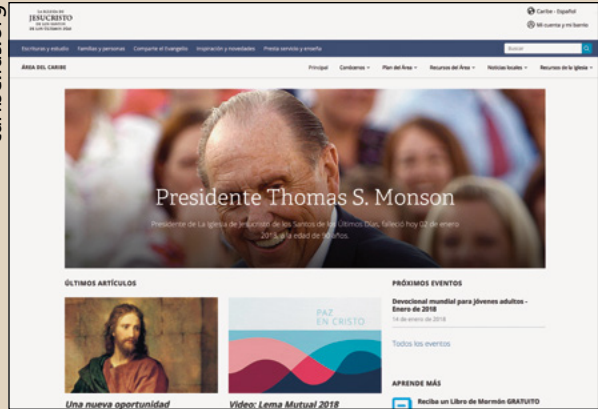 LA IGLESIA DE
JESUCRISTO
DE LOS SANTOS
DE LOS ÚLTIMOS DÍAS
Caribe - Español
Mi cuenta y mi barrio
Escrituras y estudio Familias y personas Comparte el Evangelio Inspiración y novedades Presta servicio y enseña
Buscar
ÁREA DEL CARIBE
Principal Conócenos Plan del Área Recursos del Área Noticias locales Recursos de la Iglesia
Presidente Thomas S. Monson
Presidente de La Iglesia de Jesucristo de los Santos de los Últimos Días, falleció hoy 02 de enero
2018, a la edad de 90 años.
ÚLTIMOS ARTÍCULOS
PAZ
EN CRISTO
Una nueva oportunidad
Video: Lema Mutual 2018
PRÓXIMOS EVENTOS
Devocional mundial para jóvenes adultos -
Enero de 2018
14 de enero de 2018
Todos los eventos
APRENDE MÁS
Reciba un Libro de Mormón GRATUITO